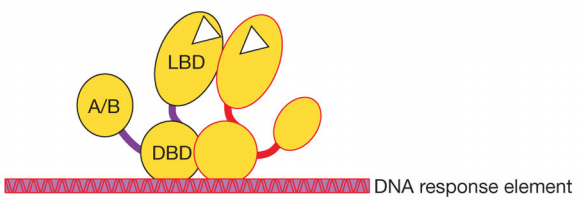 LBD
A/B
DBD
DNA response element